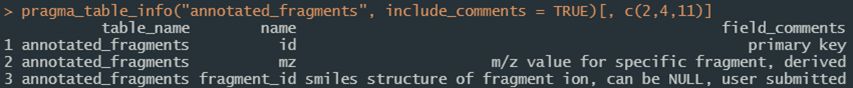 > pragma_table_info("annotated_fragments", include_comments = TRUE)[, c(2,4,11)]
table_name name field_comments
1 annotated_fragments id primary key
2 annotated_fragments mz m/z value for specific fragment, derived
3 annotated_fragments fragment_id smiles structure of fragment ion, can be NULL, user submitted